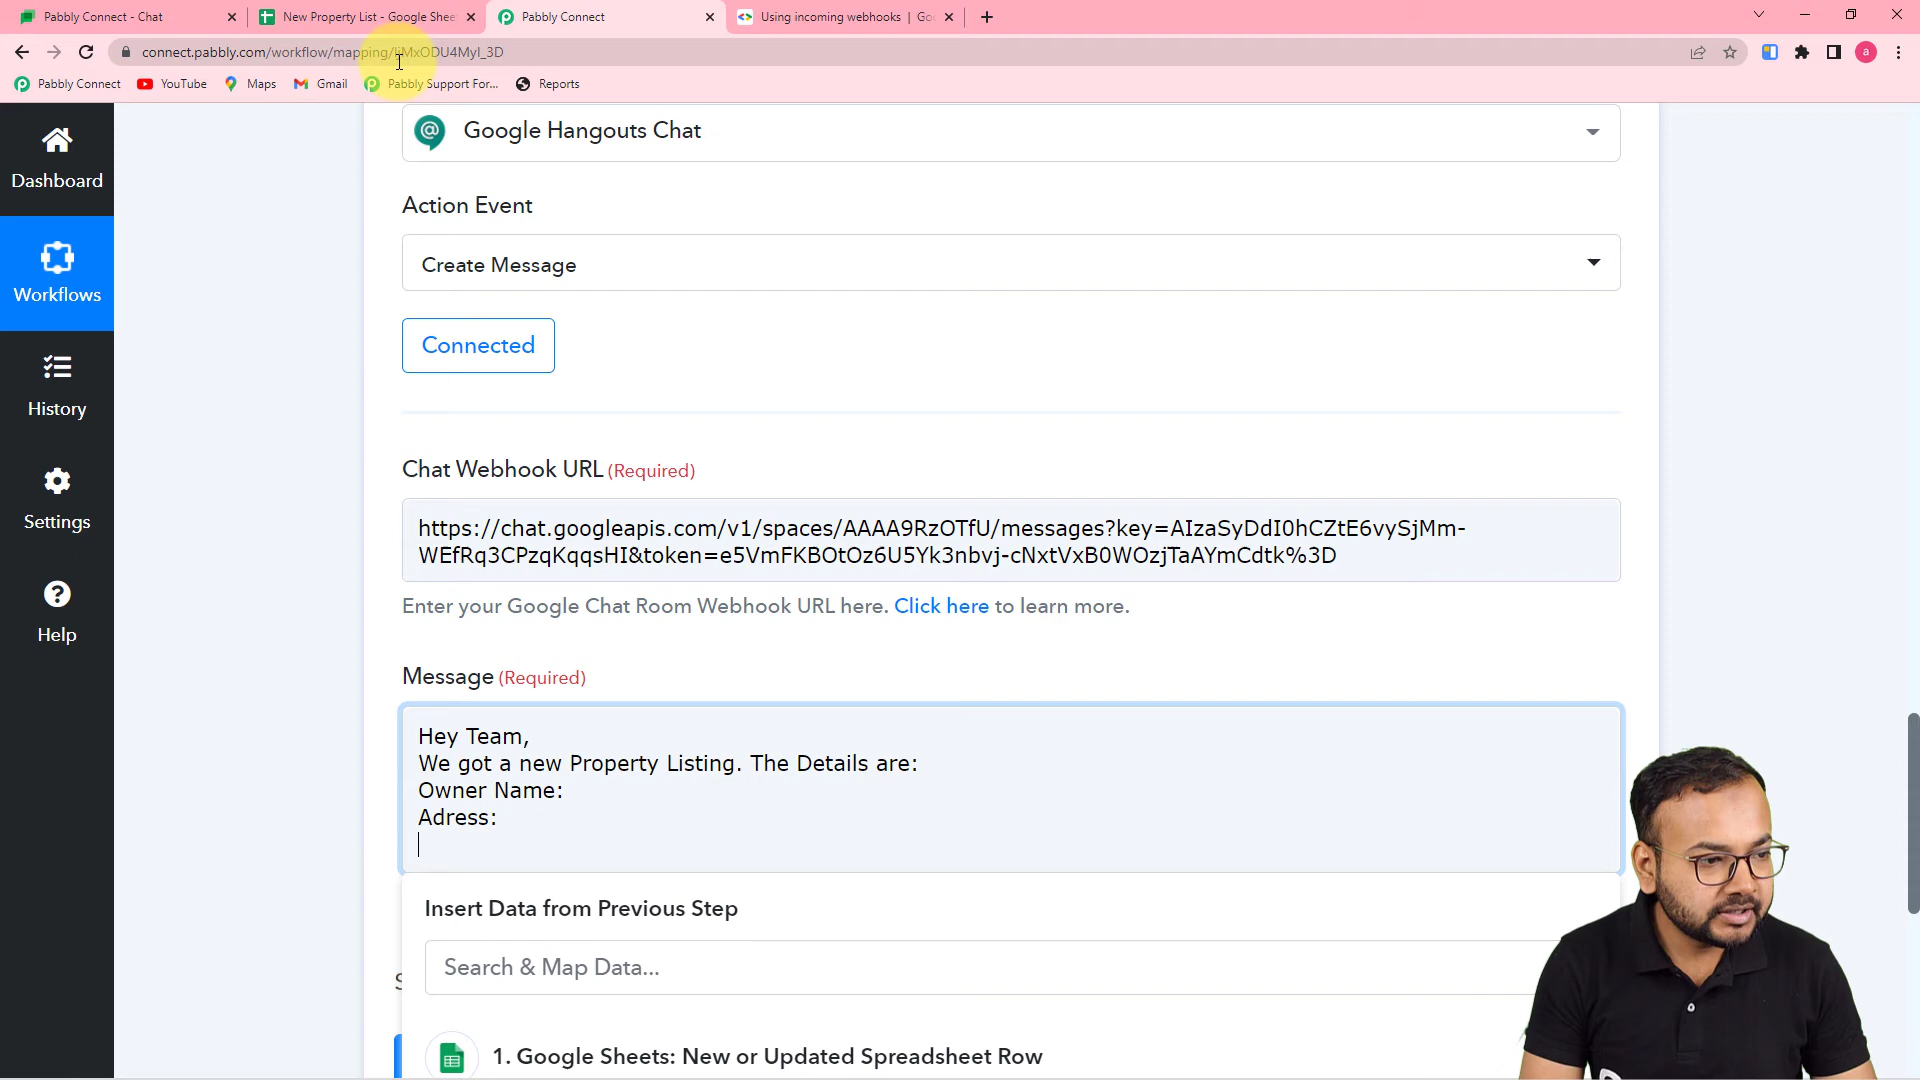 Pabbly Connect - Chat
New Property List - Google Shee
Pabbly Connect
Using incoming webhooks | Go
connect.pabbly.com/workflow/mapping/IjMxODU4MyI_3D
Pabbly Connect
YouTube
Maps
Gmail
Pabbly Support For...
Reports
Dashboard
Workflows
History
Settings
Help
Google Hangouts Chat
Action Event
Create Message
Connected
Chat Webhook URL (Required)
https://chat.googleapis.com/v1/spaces/AAAA9RzOTfU/messages?key=AIzaSyDdI0hCZtE6vySjMm-
WEfRq3CPzqKqqsHI&token=e5VmFKBOtOz6U5Yk3nbvj-cNxtVxB0WOzjTaAYmCdtk%3D
Enter your Google Chat Room Webhook URL here. Click here to learn more.
Message (Required)
Hey Team,
We got a new Property Listing. The Details are:
Owner Name:
Adress:
Insert Data from Previous Step
Search & Map Data...
1. Google Sheets: New or Updated Spreadsheet Row